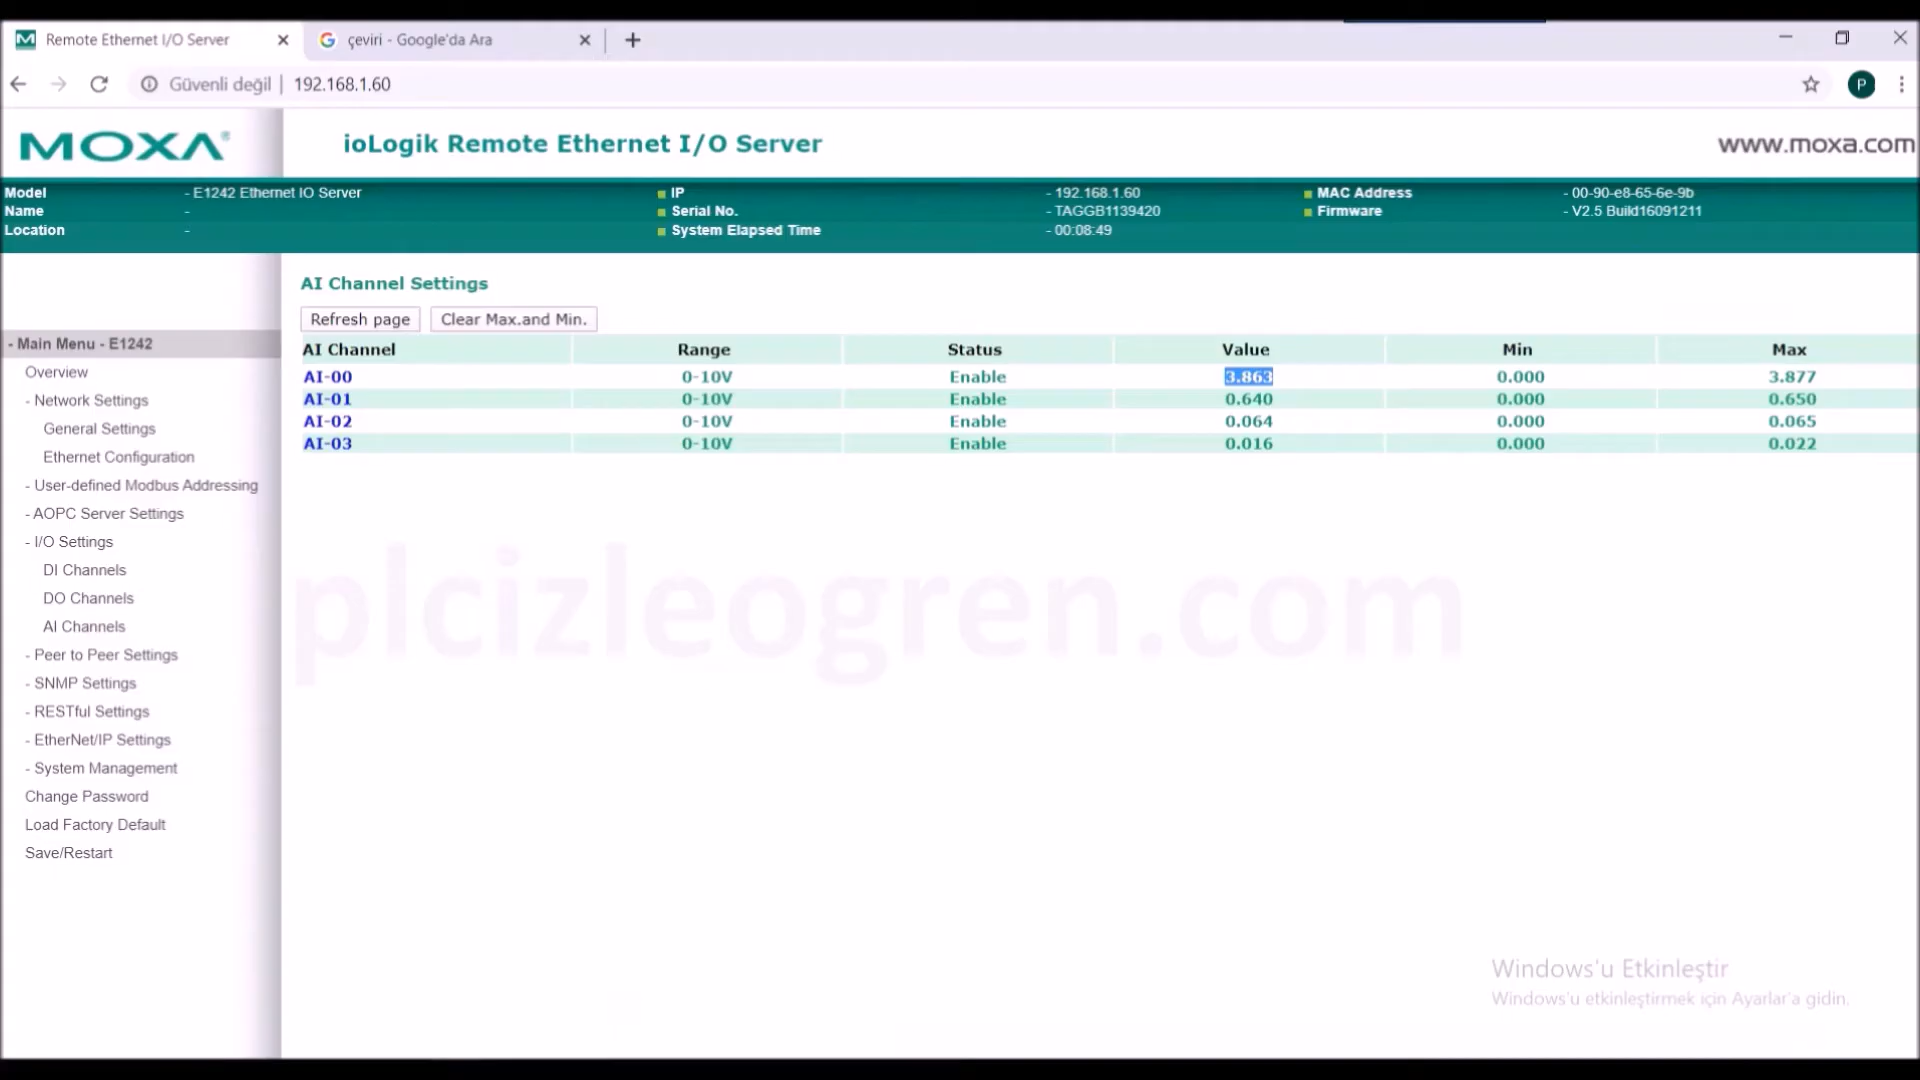 Remote Ethernet I/O Server
çeviri - Google'da Ara
Güvenli değil | 192.168.1.60
P
MOXA®
ioLogik Remote Ethernet I/O Server
www.moxa.com
Model - E1242 Ethernet IO Server IP - 192.168.1.60 MAC Address - 00-90-e8-65-6e-9b
Name - Serial No. - TAGGB1139420 Firmware - V2.5 Build16091211
Location - System Elapsed Time - 00:08:49
- Main Menu - E1242
Overview
- Network Settings
General Settings
Ethernet Configuration
- User-defined Modbus Addressing
- AOPC Server Settings
- I/O Settings
DI Channels
DO Channels
AI Channels
- Peer to Peer Settings
- SNMP Settings
- RESTful Settings
- EtherNet/IP Settings
- System Management
Change Password
Load Factory Default
Save/Restart
AI Channel Settings
Refresh page Clear Max.and Min.
AI Channel Range Status Value Min Max
AI-00 0-10V Enable 3.863 0.000 3.877
AI-01 0-10V Enable 0.640 0.000 0.650
AI-02 0-10V Enable 0.064 0.000 0.065
AI-03 0-10V Enable 0.016 0.000 0.022
plcizleogren.com
Windows'u Etkinleştir
Windows'u etkinleştirmek için Ayarlar'a gidin.